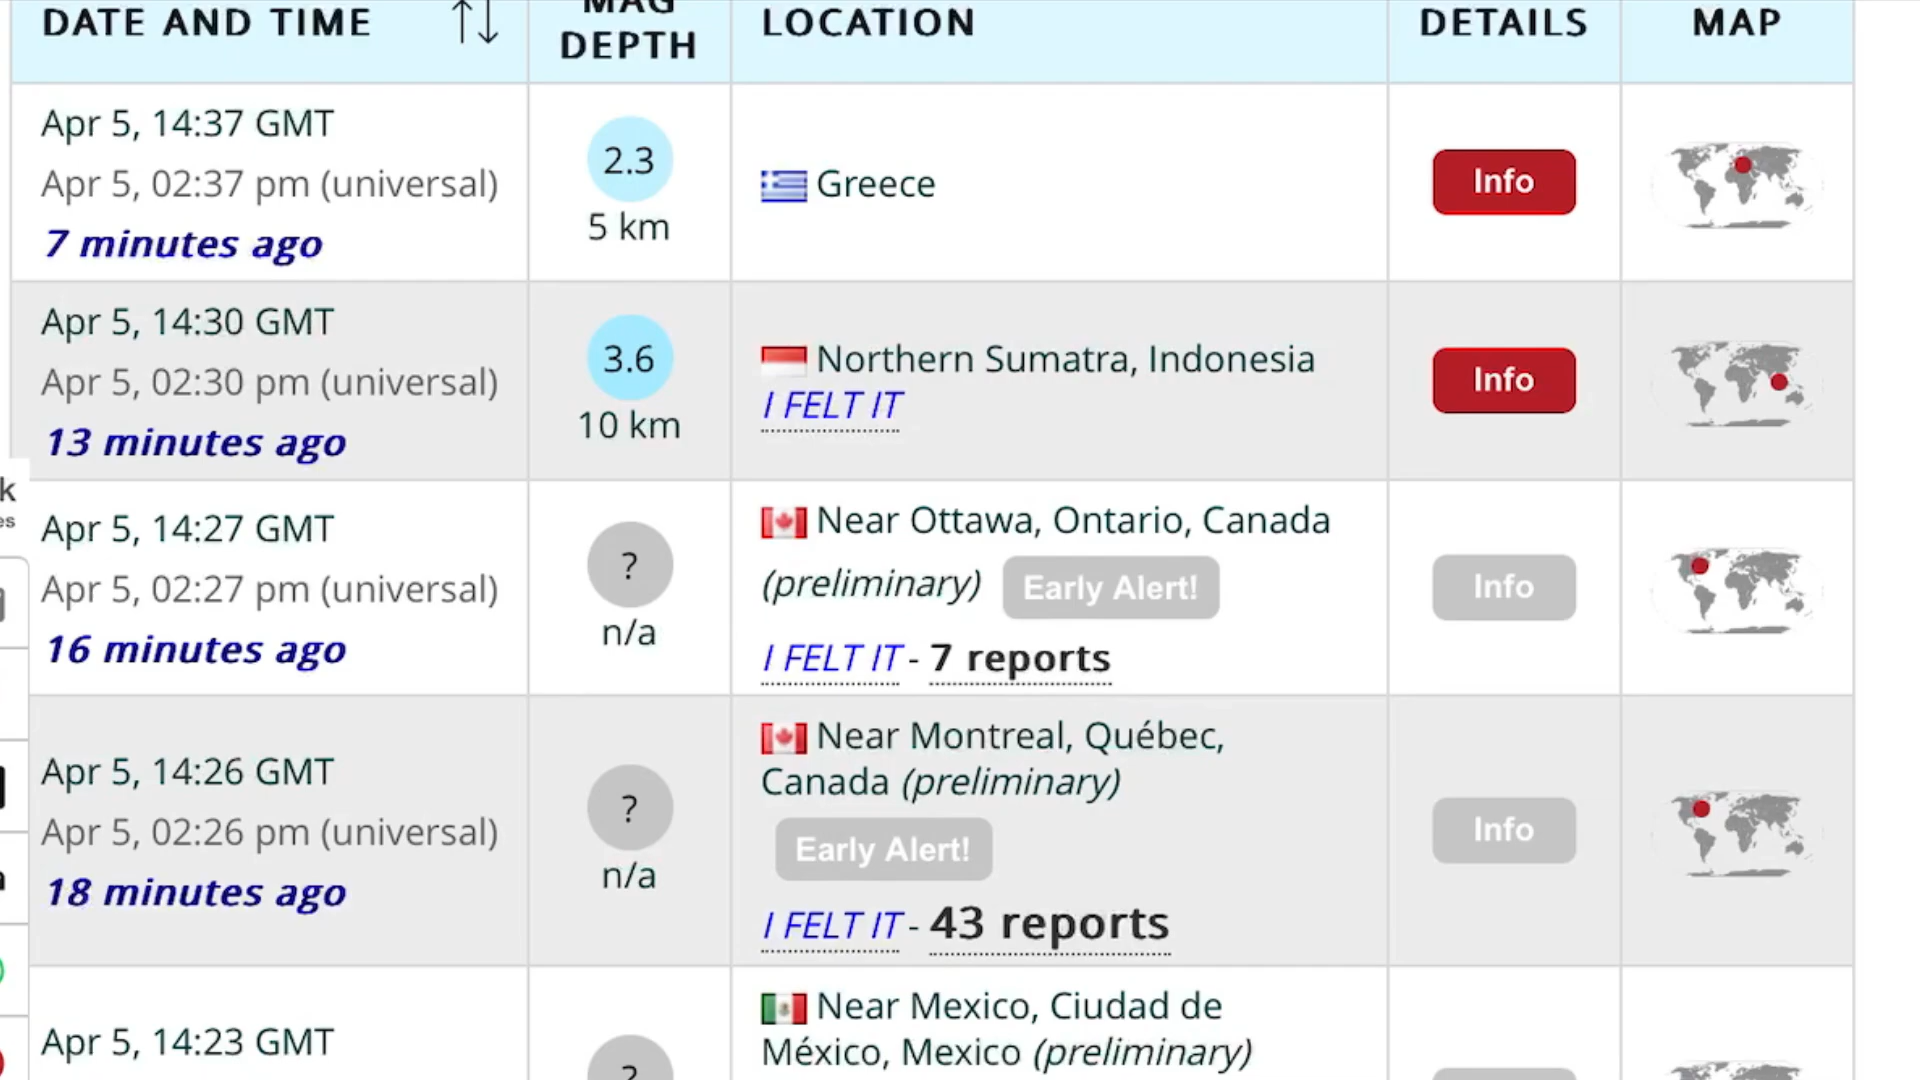 DATE AND TIME
MAG
DEPTH
LOCATION
DETAILS
MAP
Apr 5, 14:37 GMT
Apr 5, 02:37 pm (universal)
7 minutes ago
2.3
5 km
Greece
Info
Apr 5, 14:30 GMT
Apr 5, 02:30 pm (universal)
13 minutes ago
3.6
10 km
Northern Sumatra, Indonesia
I FELT IT
Info
Apr 5, 14:27 GMT
Apr 5, 02:27 pm (universal)
16 minutes ago
?
n/a
Near Ottawa, Ontario, Canada
(preliminary) Early Alert!
I FELT IT - 7 reports
Info
Apr 5, 14:26 GMT
Apr 5, 02:26 pm (universal)
18 minutes ago
?
n/a
Near Montreal, Québec,
Canada (preliminary)
Early Alert!
I FELT IT - 43 reports
Info
Apr 5, 14:23 GMT
?
Near Mexico, Ciudad de
México, Mexico (preliminary)